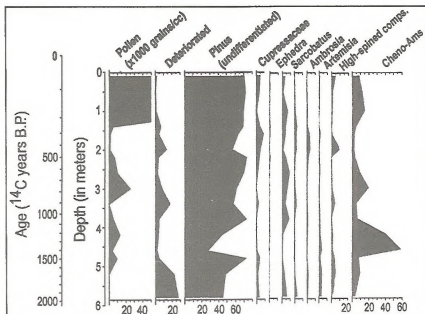 Pollen
(x1000 grains/cc)
Deteriorated
Pinus
(undifferentiated)
Cupressaceae
Ephedra
Sarcobatus
Ambrosia
Artemisia
High-spined comps.
Cheno-Ams
Age (14C years B.P.)
0
500
1000
1500
2000
Depth (in meters)
0
1
2
3
4
5
6
20 40
20
20 40 60
20
20 40 60